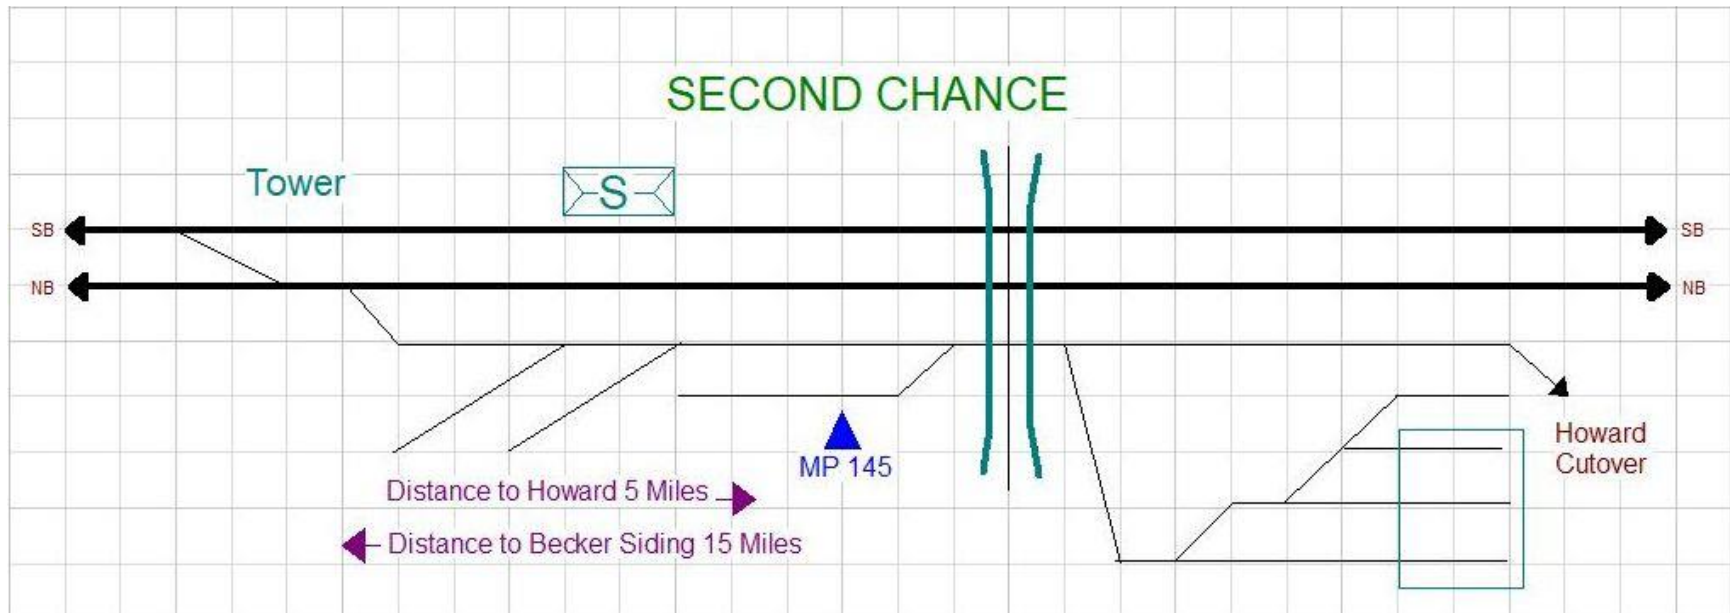 SECOND CHANCE
Tower
S
SB
SB
NB
NB
MP 145
Howard
Cutover
Distance to Howard 5 Miles
Distance to Becker Siding 15 Miles